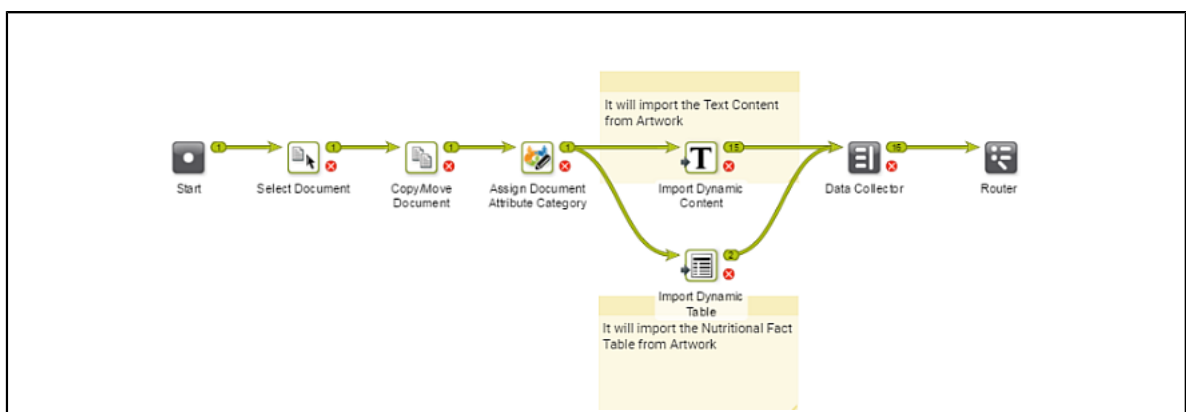 It will import the Text Content
from Artwork
1
1
1
1
15
16
Start
Select Document
Copy/Move
Document
Assign Document
Attribute Category
Import Dynamic
Content
Data Collector
Router
2
Import Dynamic
Table
It will import the Nutritional Fact
Table from Artwork